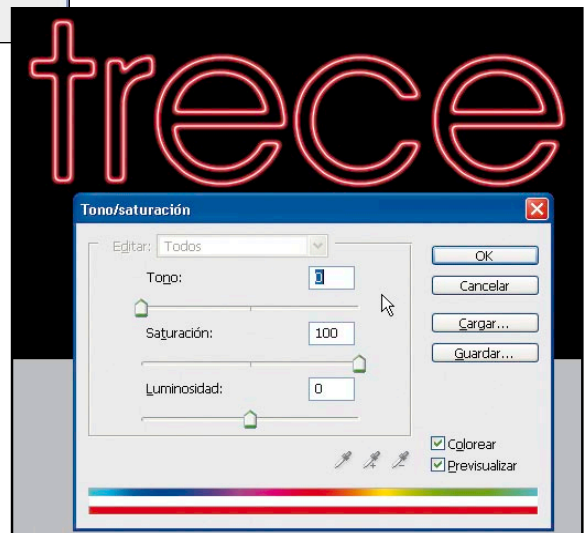 trece
Tono/saturación
Editar: Todos
Tono: 0
Saturación: 100
Luminosidad: 0
OK
Cancelar
Cargar...
Guardar...
Colorear
Previsualizar